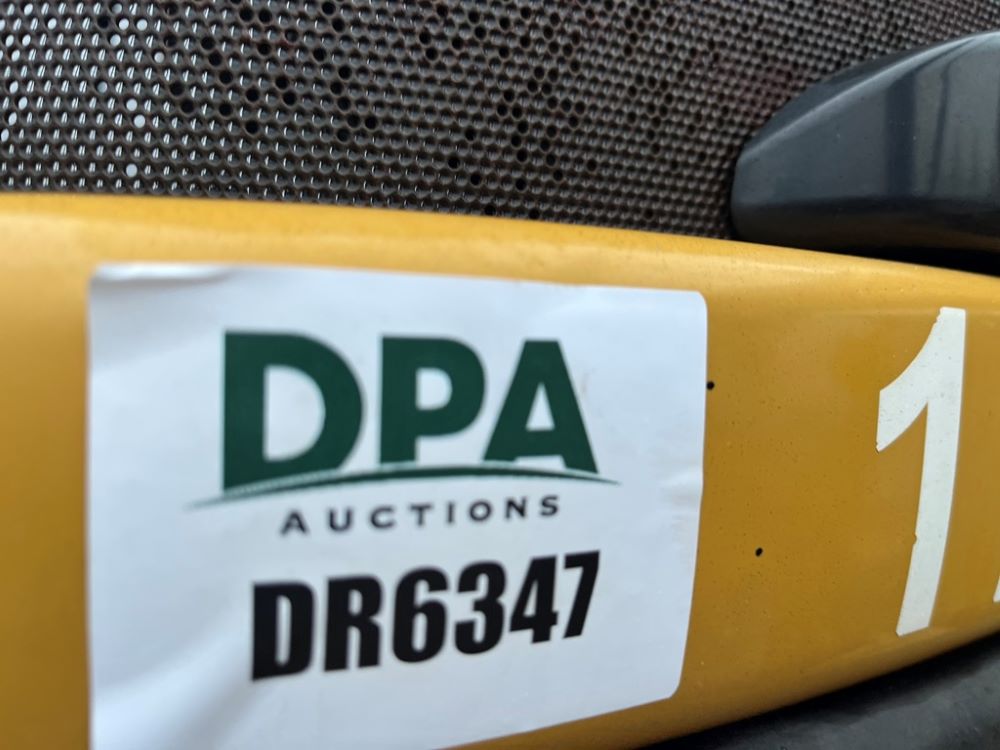 DPA
AUCTIONS
DR6347
1